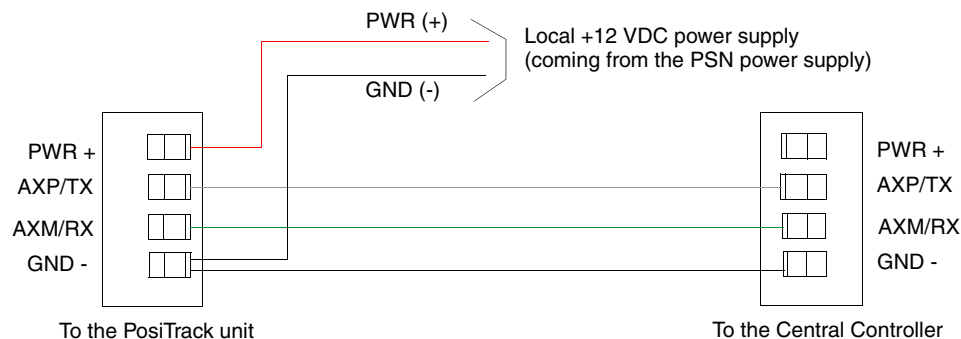 PWR (+)
Local +12 VDC power supply
(coming from the PSN power supply)
GND (-)
PWR +
AXP/TX
AXM/RX
GND -
PWR +
AXP/TX
AXM/RX
GND -
To the PosiTrack unit
To the Central Controller